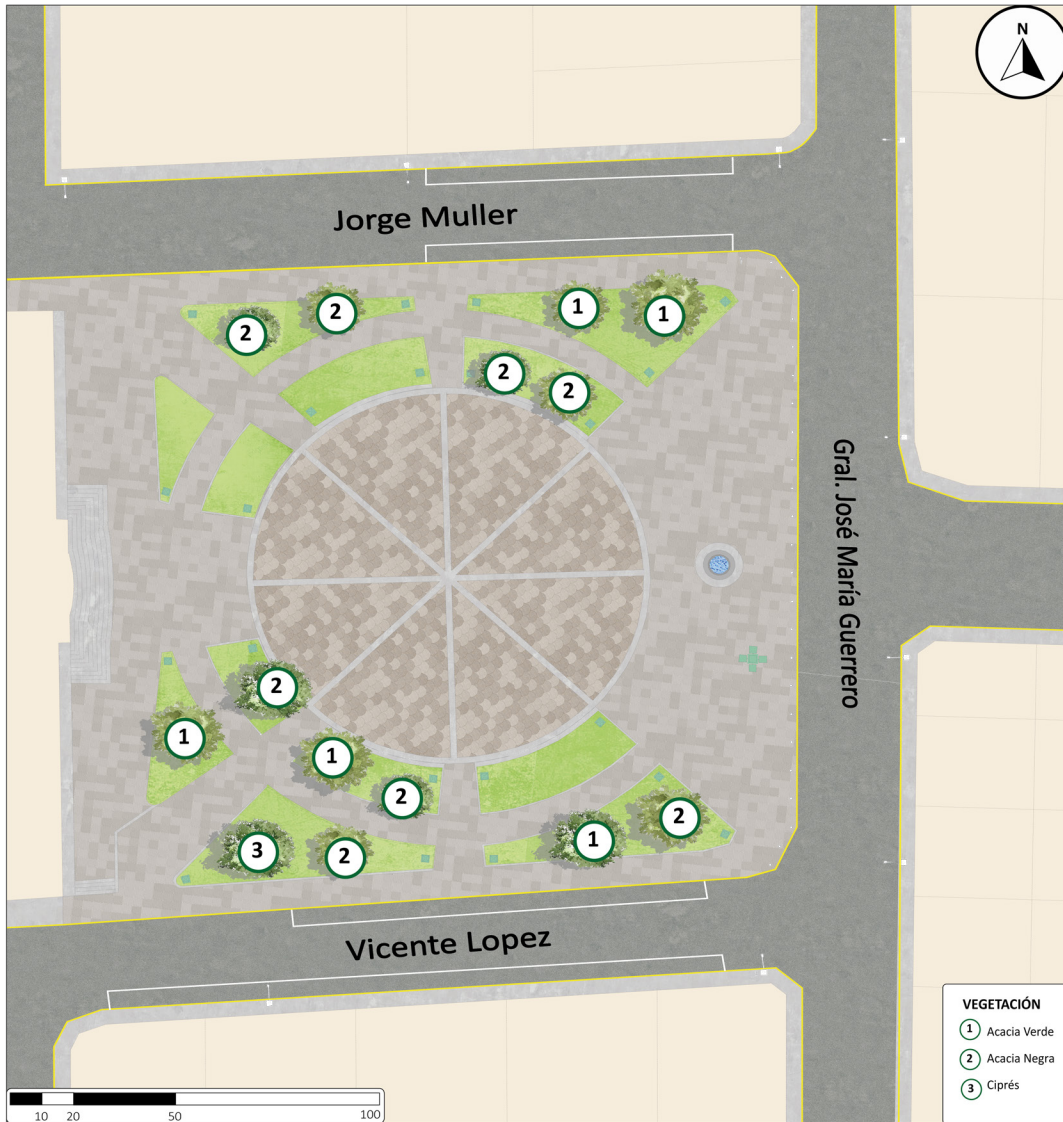 N
Jorge Muller
1
2
1
2
2
2
Gral. José María Guerrero
2
1
1
2
2
1
3
2
Vicente Lopez
VEGETACIÓN
1 Acacia Verde
2 Acacia Negra
3 Ciprés
10 20 50 100